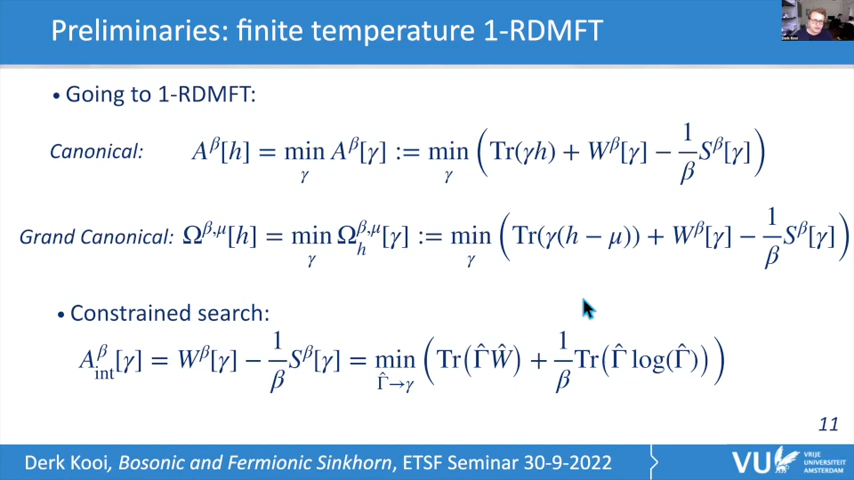 Preliminaries: finite temperature 1-RDMFT
Derk Kooi
• Going to 1-RDMFT:
Canonical: A^β[h] = min_γ A^β[γ] := min_γ (Tr(γh) + W^β[γ] − 1/β S^β[γ])
Grand Canonical: Ω^{β,μ}[h] = min_γ Ω_h^{β,μ}[γ] := min_γ (Tr(γ(h − μ)) + W^β[γ] − 1/β S^β[γ])
• Constrained search:
A_int^β[γ] = W^β[γ] − 1/β S^β[γ] = min_{Γ̂→γ} (Tr(Γ̂Ŵ) + 1/β Tr(Γ̂ log(Γ̂)))
11
Derk Kooi, Bosonic and Fermionic Sinkhorn, ETSF Seminar 30-9-2022
VU
VRIJE
UNIVERSITEIT
AMSTERDAM